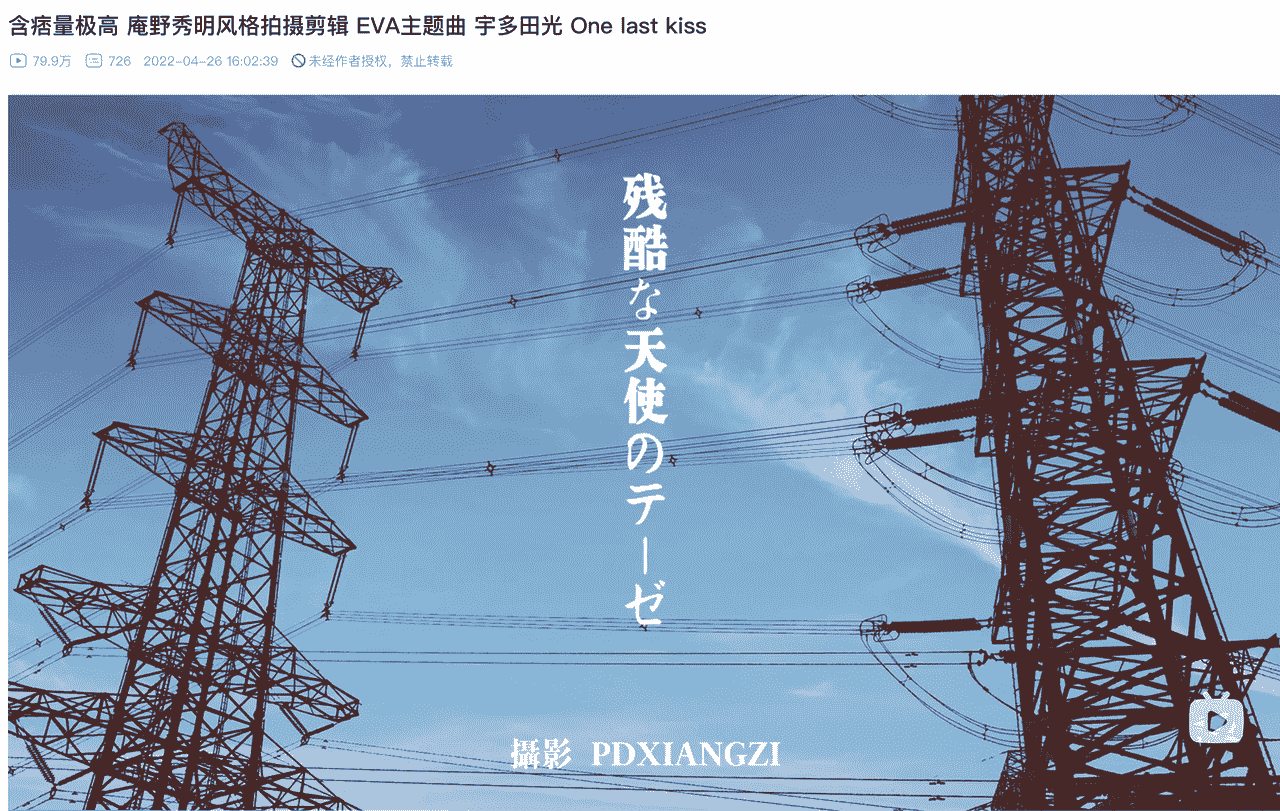 含痞量极高 庵野秀明风格拍摄剪辑 EVA主题曲 宇多田光 One last kiss
79.9万 726 2022-04-26 16:02:39 未经作者授权，禁止转载
残酷な天使のテーゼ
攝影 PDXIANGZI